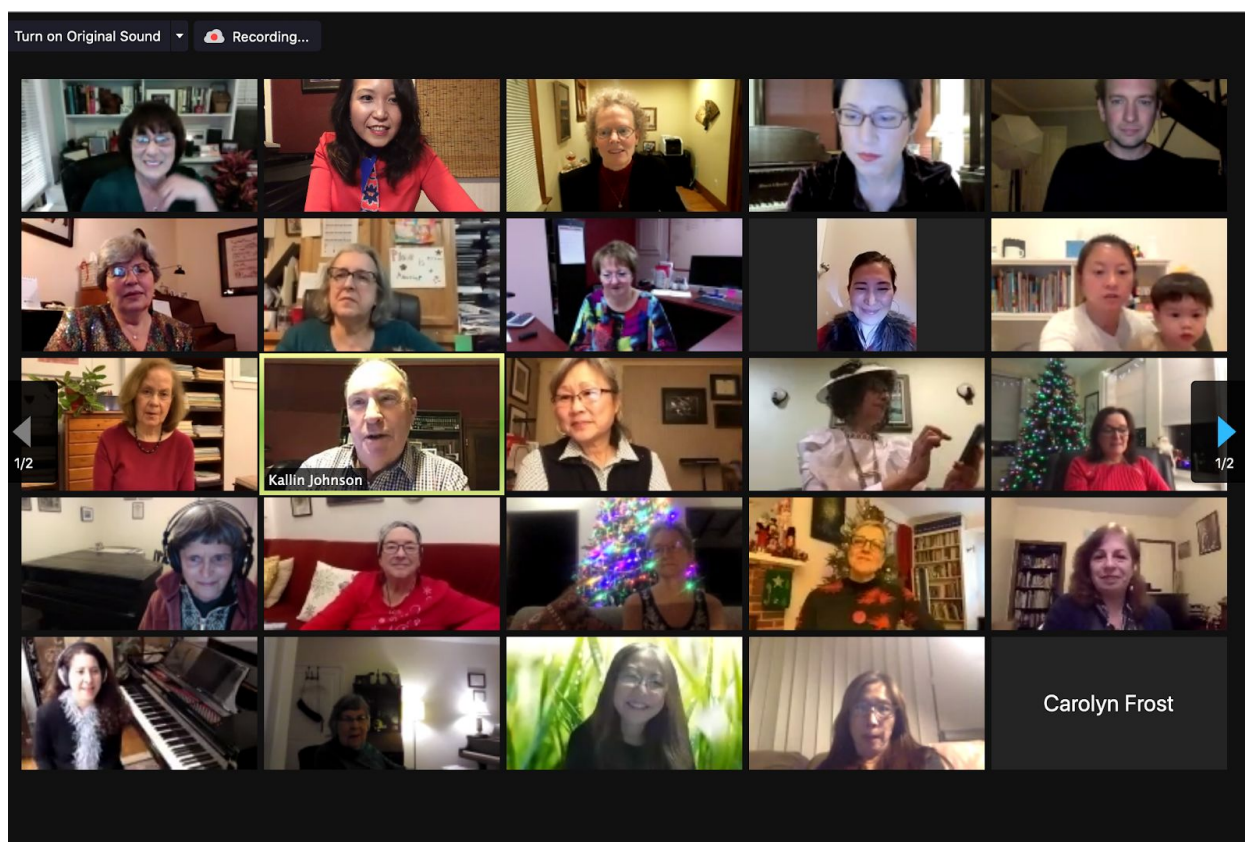 Turn on Original Sound
Recording...
1/2
1/2
Kallin Johnson
Carolyn Frost